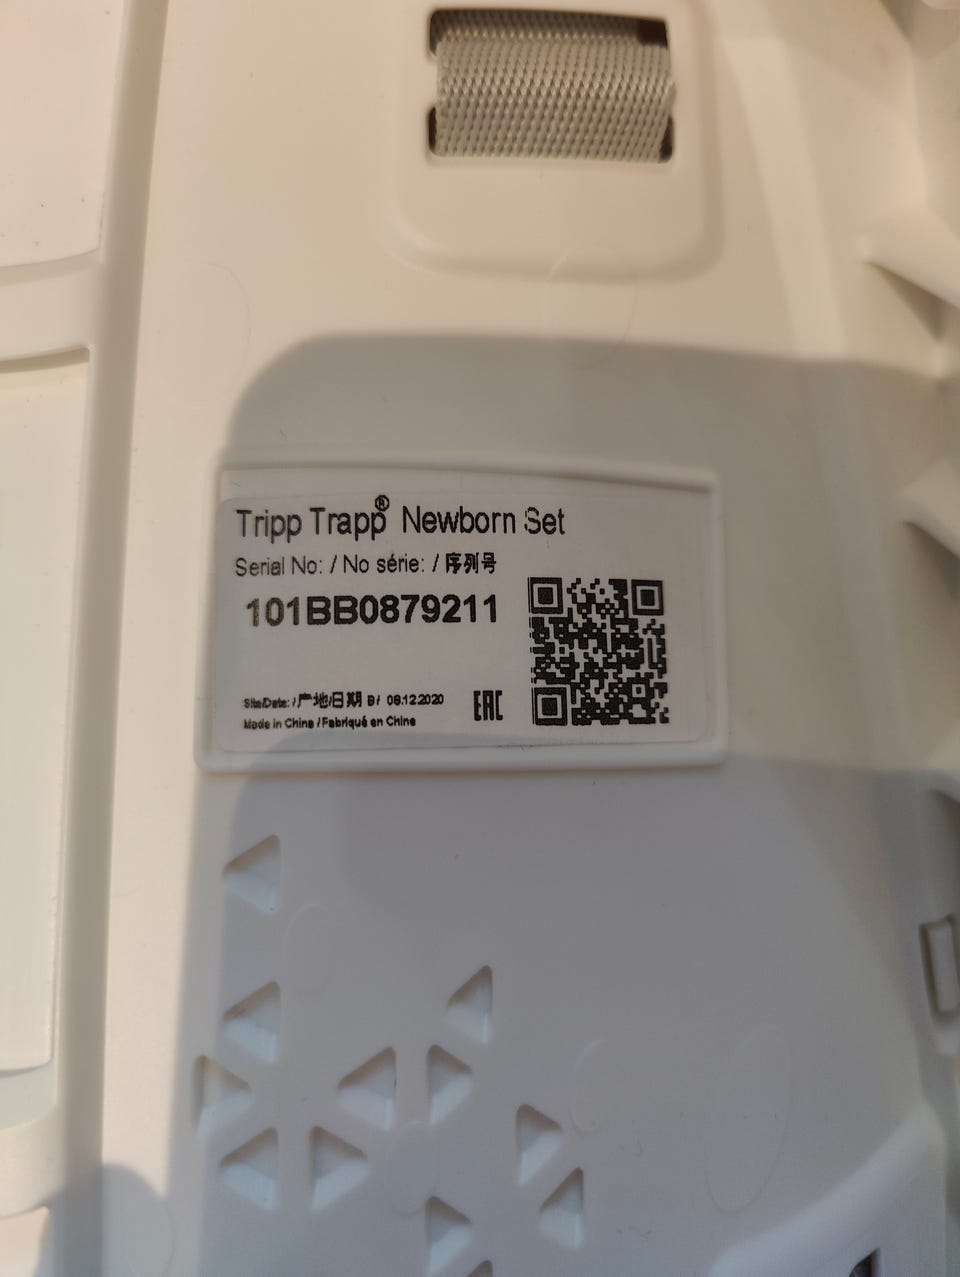 Tripp Trapp® Newborn Set
Serial No: / No série: / 序列号
101BB0879211
Site/Date: /产地/日期 B/ 08.12.2020
Made in China / Fabriqué en Chine
EAC